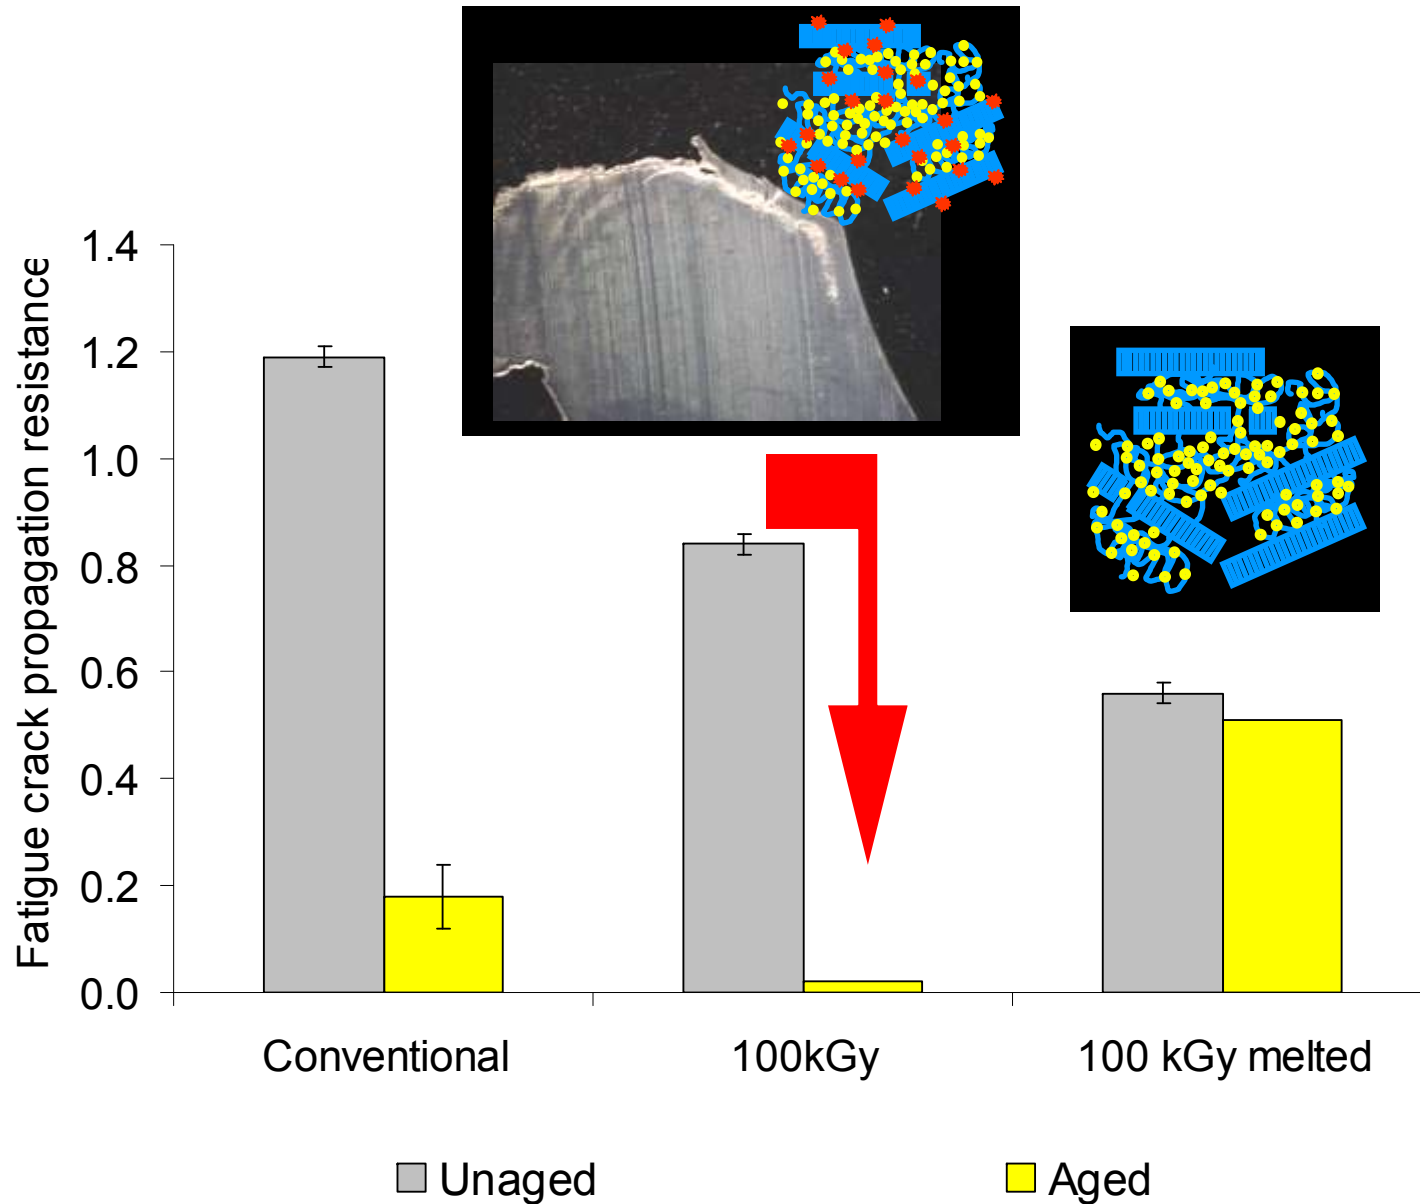 Fatigue crack propagation resistance
1.4
1.2
1.0
0.8
0.6
0.4
0.2
0.0
Conventional
100kGy
100 kGy melted
Unaged
Aged